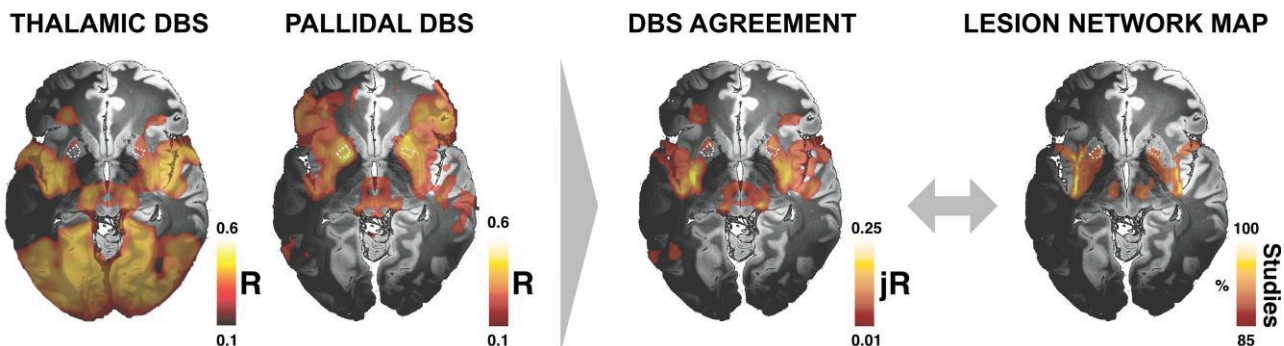 THALAMIC DBS
PALLIDAL DBS
DBS AGREEMENT
LESION NETWORK MAP
0.6
R
0.1
0.6
R
0.1
0.25
jR
0.01
100
%
Studies
85